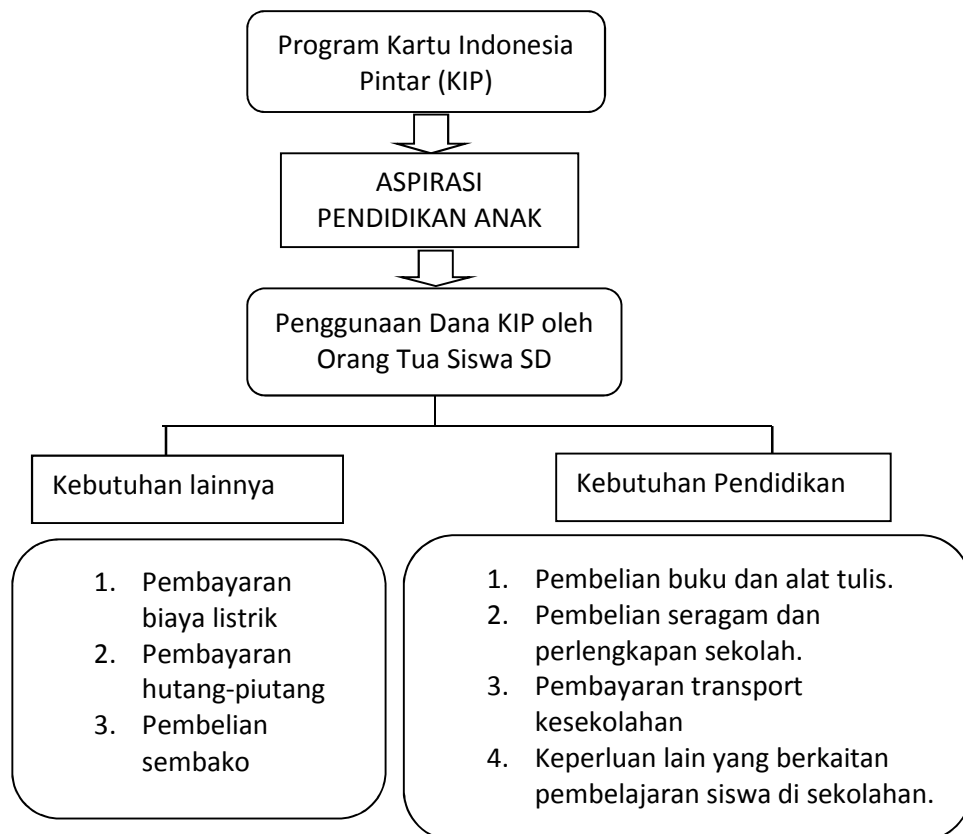 Program Kartu Indonesia
Pintar (KIP)
ASPIRASI
PENDIDIKAN ANAK
Penggunaan Dana KIP oleh
Orang Tua Siswa SD
Kebutuhan lainnya
Kebutuhan Pendidikan
1. Pembayaran
biaya listrik
2. Pembayaran
hutang-piutang
3. Pembelian
sembako
1. Pembelian buku dan alat tulis.
2. Pembelian seragam dan
perlengkapan sekolah.
3. Pembayaran transport
kesekolahan
4. Keperluan lain yang berkaitan
pembelajaran siswa di sekolahan.